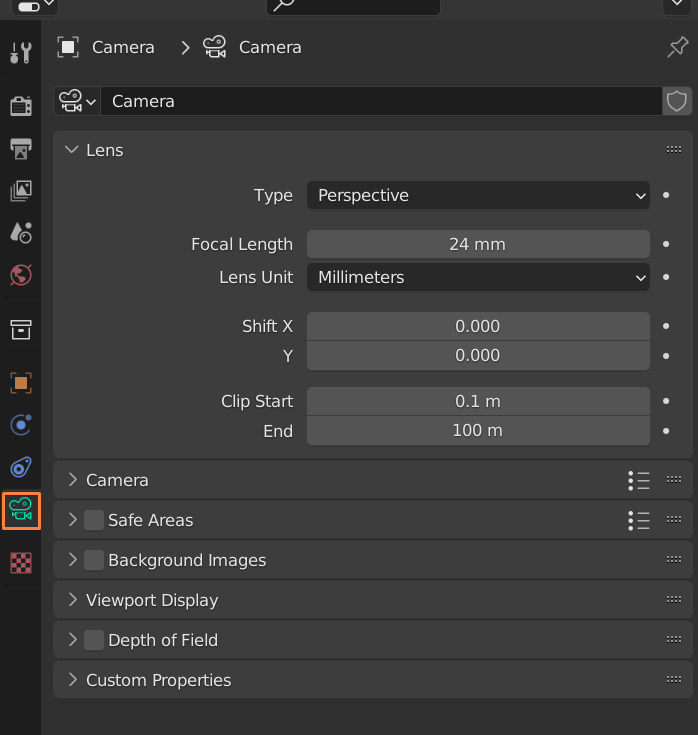 Camera > Camera
Camera
Lens
Type Perspective
Focal Length 24 mm
Lens Unit Millimeters
Shift X 0.000
Y 0.000
Clip Start 0.1 m
End 100 m
Camera
Safe Areas
Background Images
Viewport Display
Depth of Field
Custom Properties